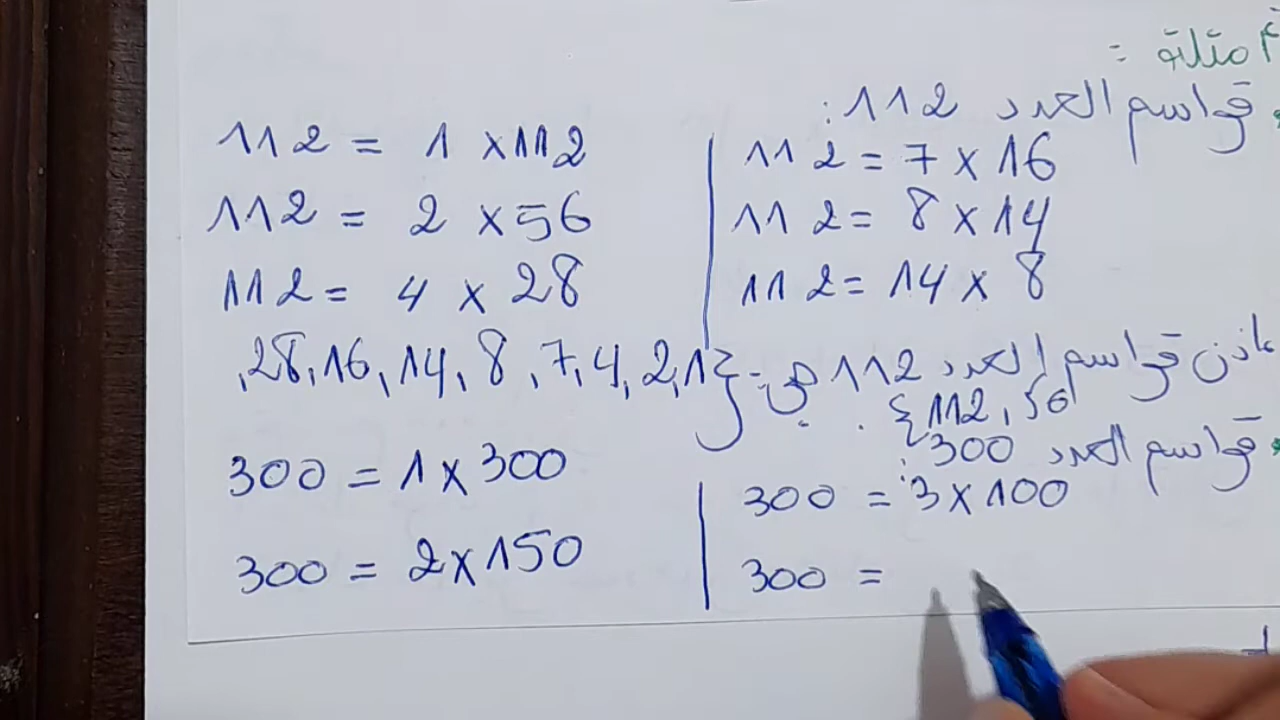 أمثلة :
قواسم العدد 112 :
112 = 1 × 112
112 = 7 × 16
112 = 2 × 56
112 = 8 × 14
112 = 4 × 28
112 = 14 × 8
إذن قواسم العدد 112 هي :- {1,2,4,7,8,14,16,28,
56,112} .
قواسم العدد 300 :
300 = 1 × 300
300 = 3 × 100
300 = 2 × 150
300 =